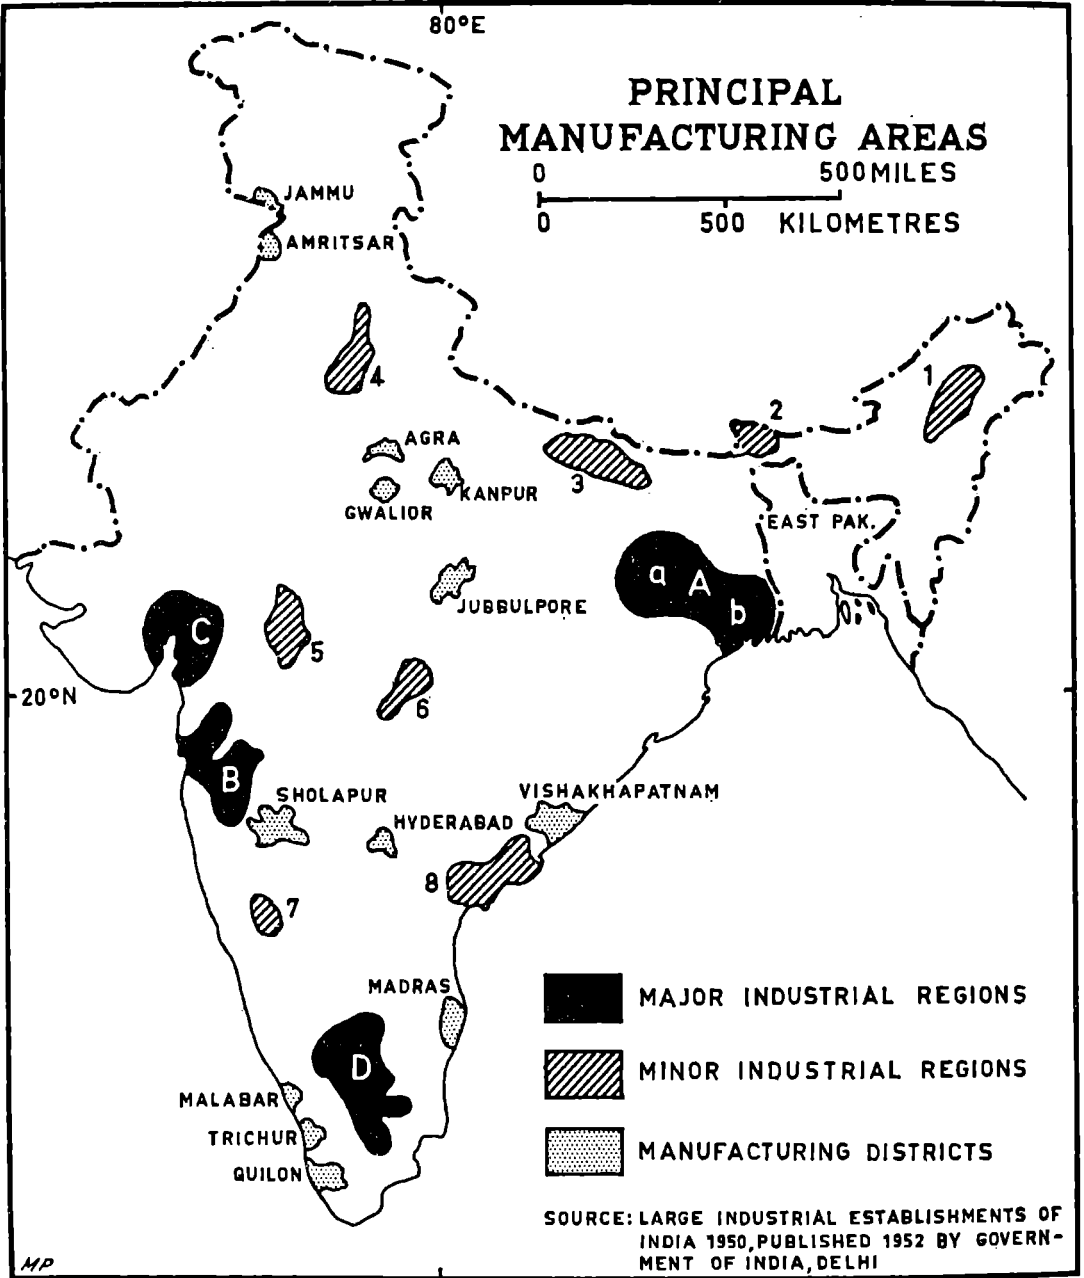 80°E
PRINCIPAL
MANUFACTURING AREAS
0 500 MILES
0 500 KILOMETRES
JAMMU
AMRITSAR
4
1
2
AGRA
3
KANPUR
GWALIOR
EAST PAK.
a A b
JUBBULPORE
C
5
20°N
6
B
SHOLAPUR
VISHAKHAPATNAM
HYDERABAD
8
7
MADRAS
MAJOR INDUSTRIAL REGIONS
D
MINOR INDUSTRIAL REGIONS
MALABAR
TRICHUR
MANUFACTURING DISTRICTS
QUILON
SOURCE: LARGE INDUSTRIAL ESTABLISHMENTS OF
INDIA 1950, PUBLISHED 1952 BY GOVERN-
MENT OF INDIA, DELHI
MP